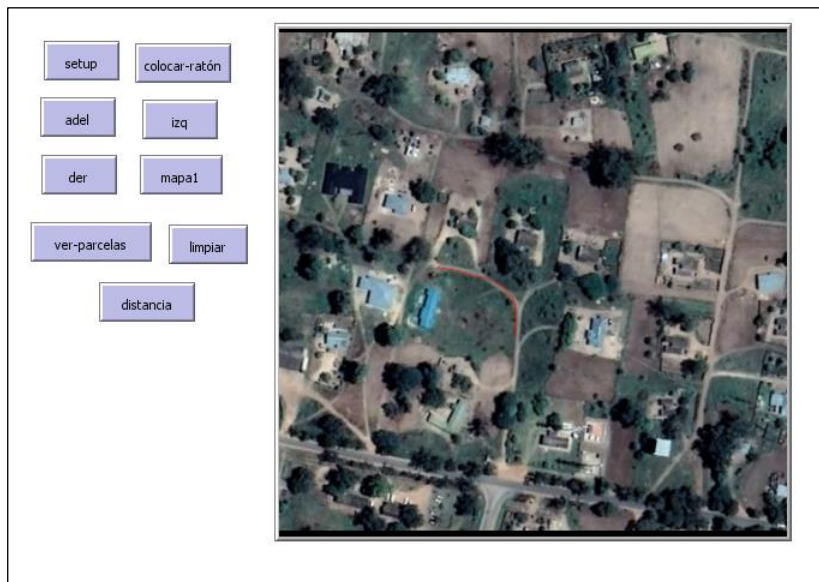 setup
colocar-ratón
adel
izq
der
mapa1
ver-parcelas
limpiar
distancia